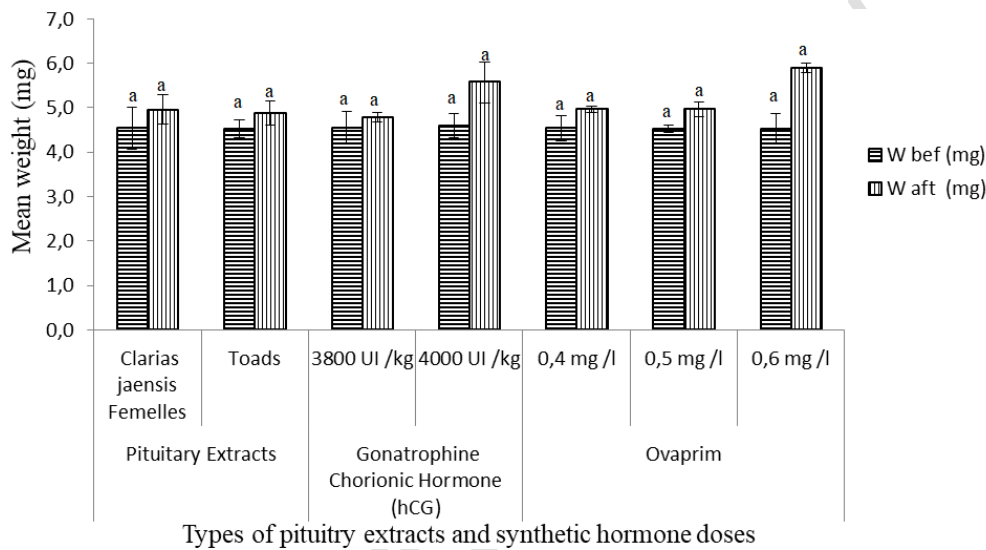 7,0
6,0
5,0
4,0
3,0
2,0
1,0
0,0
Mean weight (mg)
a a a a a a a a a a a a a a
W bef (mg)
W aft (mg)
Clarias
jaensis
Femelles
Toads
3800 UI /kg
4000 UI /kg
0,4 mg /l
0,5 mg /l
0,6 mg /l
Pituitary Extracts
Gonatrophine
Chorionic Hormone
(hCG)
Ovaprim
Types of pituitry extracts and synthetic hormone doses